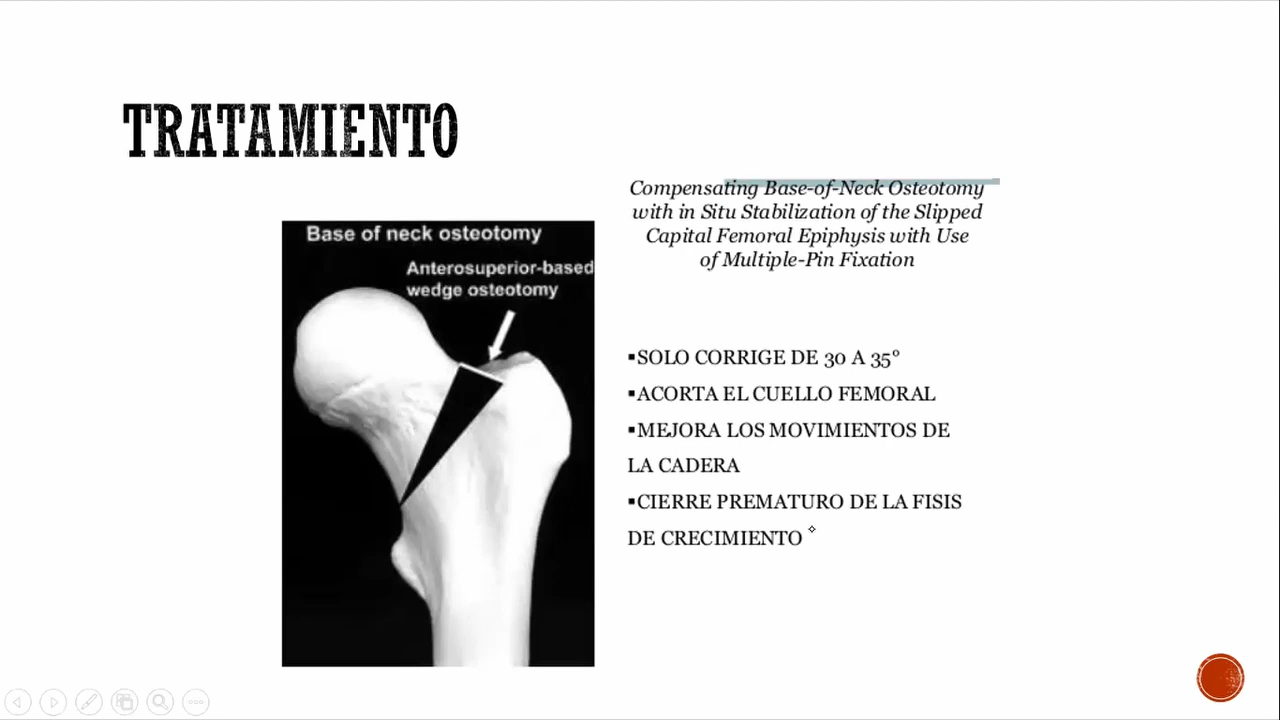 TRATAMIENTO
Base of neck osteotomy
Anterosuperior-based
wedge osteotomy
Compensating Base-of-Neck Osteotomy
with in Situ Stabilization of the Slipped
Capital Femoral Epiphysis with Use
of Multiple-Pin Fixation
▪SOLO CORRIGE DE 30 A 35°
▪ACORTA EL CUELLO FEMORAL
▪MEJORA LOS MOVIMIENTOS DE
LA CADERA
▪CIERRE PREMATURO DE LA FISIS
DE CRECIMIENTO